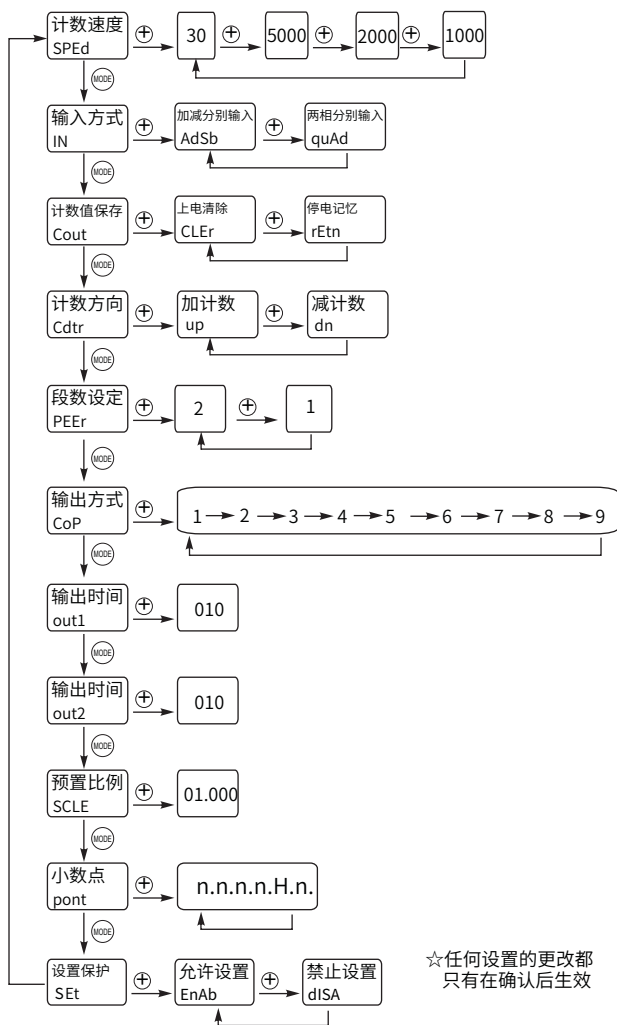 计数速度
SPEd
30
5000
2000
1000
MODE
输入方式
IN
加减分别输入
AdSb
两相分别输入
quAd
MODE
计数值保存
Cout
上电清除
CLEr
停电记忆
rEtn
MODE
计数方向
Cdtr
加计数
up
减计数
dn
MODE
段数设定
PEEr
2
1
MODE
输出方式
CoP
1 2 3 4 5 6 7 8 9
MODE
输出时间
out1
010
MODE
输出时间
out2
010
MODE
预置比例
SCLE
01.000
MODE
小数点
pont
n.n.n.n.H.n.
MODE
设置保护
SEt
允许设置
EnAb
禁止设置
dISA
☆任何设置的更改都
只有在确认后生效